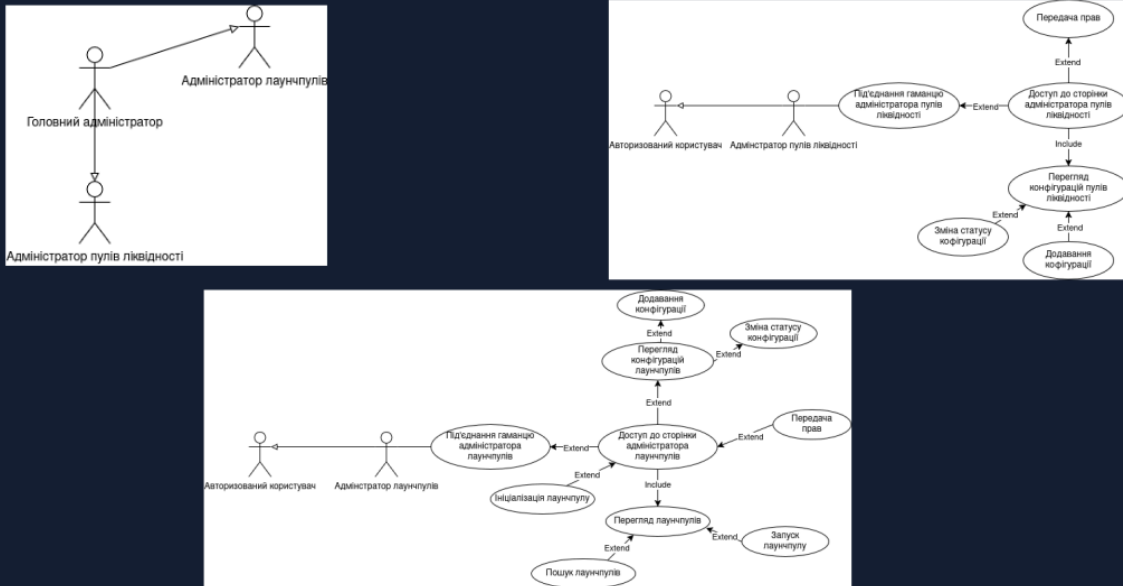 Адміністратор лаунчпулів
Головний адміністратор
Адміністратор пулів ліквідності
Передача прав
Extend
Під'єднання гаманцю
адміністратора пулів
ліквідності
Extend
Доступ до сторінки
адміністратора пулів
ліквідності
Авторизований користувач
Адмінстратор пулів ліквідності
Include
Перегляд
конфігурацій пулів
ліквідності
Extend
Зміна статусу
кофігурації
Extend
Додавання
кофігурації
Додавання
конфігурації
Extend
Зміна статусу
конфігурації
Extend
Перегляд
конфігурацій
лаунчпулів
Extend
Передача
прав
Extend
Під'єднання гаманцю
адміністратора
лаунчпулів
Extend
Доступ до сторінки
адміністратора
лаунчпулів
Авторизований користувач
Адмінстратор лаунчпулів
Extend
Ініціалізація лаунчпулу
Include
Перегляд лаунчпулів
Extend
Запуск
лаунчпулу
Extend
Пошук лаунчпулів